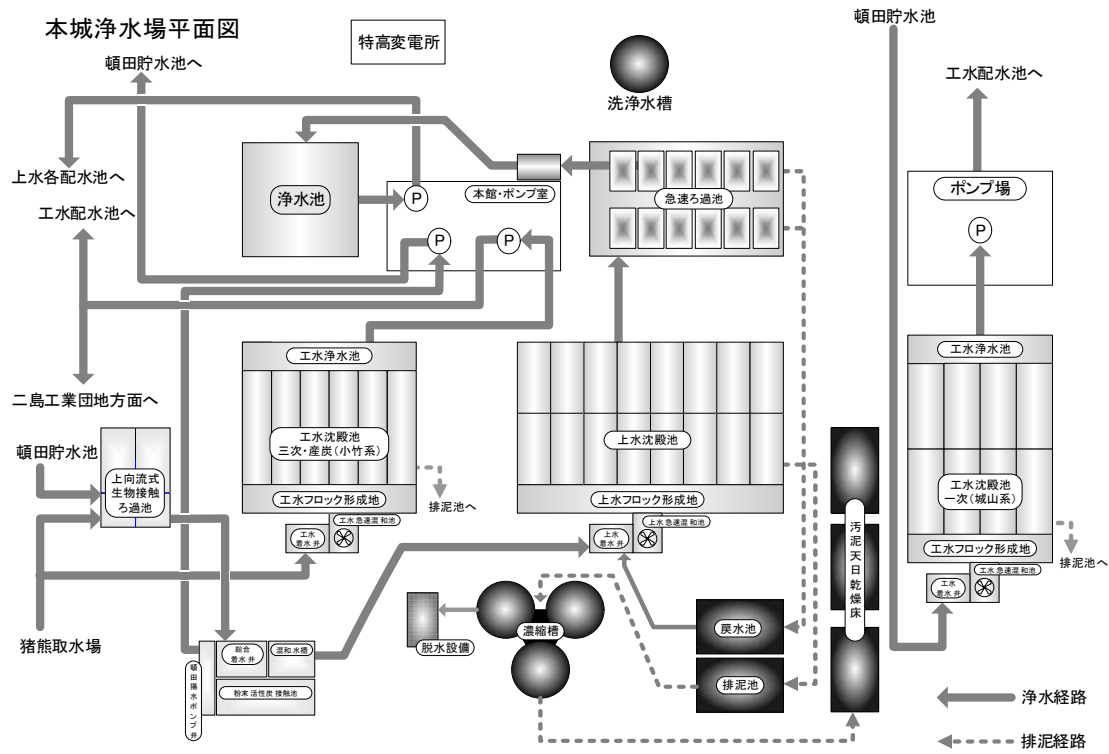 本城浄水場平面図
特高変電所
洗浄水槽
頓田貯水池
頓田貯水池へ
工水配水池へ
上水各配水池へ
工水配水池へ
浄水池
P
本館・ポンプ室
P
P
急速ろ過池
ポンプ場
P
二島工業団地方面へ
工水浄水池
工水沈殿池
三次・産炭(小竹系)
工水フロック形成地
排泥池へ
工水急速混和池
工水
着水井
上水沈殿池
上水フロック形成地
上水急速混和池
上水
着水井
工水浄水池
工水沈殿池
一次(城山系)
工水フロック形成地
排泥池へ
工水急速混和池
工水
着水井
頓田貯水池
上向流式
生物接触
ろ過池
猪熊取水場
総合
着水井
混和水槽
粉末活性炭接触池
頓田揚水ポンプ井
脱水設備
濃縮槽
戻水池
排泥池
汚泥天日乾燥床
浄水経路
排泥経路